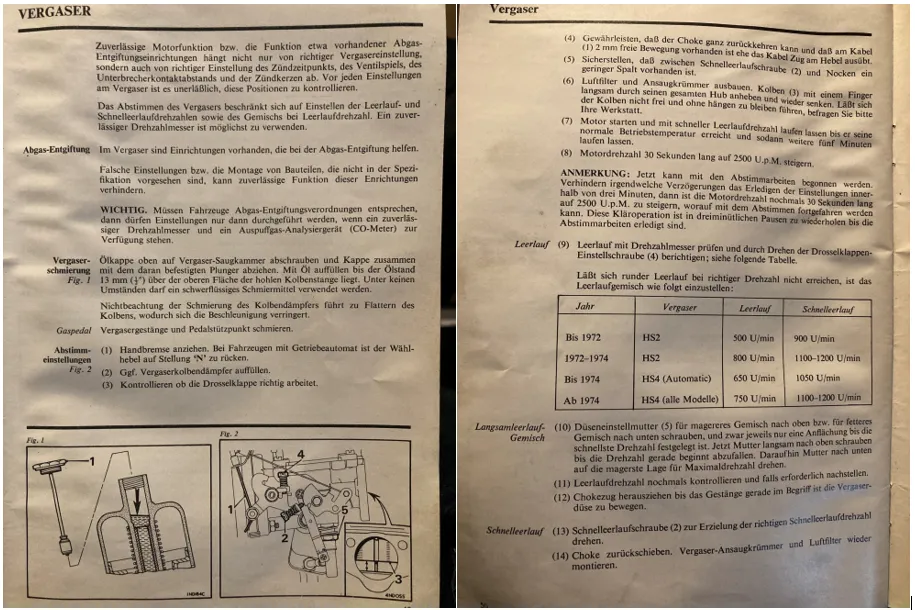 VERGASER
Zuverlässige Motorfunktion bzw. die Funktion etwa vorhandener Abgas-
Entgiftungseinrichtungen hängt nicht nur von richtiger Vergasereinstellung,
sondern auch von richtiger Einstellung des Zündzeitpunkts, des Ventilspiels, des
Unterbrecherkontaktabstands und der Zündkerzen ab. Vor jeden Einstellungen
am Vergaser ist es unerläßlich, diese Positionen zu kontrollieren.
Das Abstimmen des Vergasers beschränkt sich auf Einstellen der Leerlauf- und
Schnelleerlaufdrehzahlen sowie des Gemischs bei Leerlaufdrehzahl. Ein zuver-
lässiger Drehzahlmesser ist möglichst zu verwenden.
Abgas-Entgiftung Im Vergaser sind Einrichtungen vorhanden, die bei der Abgas-Entgiftung helfen.
Falsche Einstellungen bzw. die Montage von Bauteilen, die nicht in der Spezi-
fikation vorgesehen sind, kann zuverlässige Funktion dieser Enrichtungen
verhindern.
WICHTIG. Müssen Fahrzeuge Abgas-Entgiftungsverordnungen entsprechen,
dann dürfen Einstellungen nur dann durchgeführt werden, wenn ein zuverläs-
siger Drehzahlmesser und ein Auspuffgas-Analysiergerät (CO-Meter) zur
Verfügung stehen.
Vergaser- Ölkappe oben auf Vergaser-Saugkammer abschrauben und Kappe zusammen
schmierung mit dem daran befestigten Plunger abziehen. Mit Öl auffüllen bis der Ölstand
Fig. 1 13 mm (½") über der oberen Fläche der hohlen Kolbenstange liegt. Unter keinen
Umständen darf ein schwerflüssiges Schmiermittel verwendet werden.
Nichtbeachtung der Schmierung des Kolbendämpfers führt zu Flattern des
Kolbens, wodurch sich die Beschleunigung verringert.
Gaspedal Vergasergestänge und Pedalstützpunkt schmieren.
Abstimm- (1) Handbremse anziehen. Bei Fahrzeugen mit Getriebeautomat ist der Wähl-
einstellungen hebel auf Stellung 'N' zu rücken.
Fig. 2 (2) Ggf. Vergaserkolbendämpfer auffüllen.
(3) Kontrollieren ob die Drosselklappe richtig arbeitet.
Fig. 1
1
Fig. 2
4
1
2
5
3
4HD055
Vergaser
(4) Gewährleisten, daß der Choke ganz zurückkehren kann und daß am Kabel
(1) 2 mm freie Bewegung vorhanden ist ehe das Kabel Zug am Hebel ausübt.
(5) Sicherstellen, daß zwischen Schnelleerlaufschraube (2) und Nocken ein
geringer Spalt vorhanden ist.
(6) Luftfilter und Ansaugkrümmer ausbauen. Kolben (3) mit einem Finger
langsam durch seinen gesamten Hub anheben und wieder senken. Läßt sich
der Kolben nicht frei und ohne hängen zu bleiben führen, befragen Sie bitte
Ihre Werkstatt.
(7) Motor starten und mit schneller Leerlaufdrehzahl laufen lassen bis er seine
normale Betriebstemperatur erreicht und sodann weitere fünf Minuten
laufen lassen.
(8) Motordrehzahl 30 Sekunden lang auf 2500 U.p.M. steigern.
ANMERKUNG: Jetzt kann mit den Abstimmarbeiten begonnen werden.
Verhindern irgendwelche Verzögerungen das Erledigen der Einstellungen inner-
halb von drei Minuten, dann ist die Motordrehzahl nochmals 30 Sekunden lang
auf 2500 U.p.M. zu steigern, worauf mit dem Abstimmen fortgefahren werden
kann. Diese Kläroperation ist in dreiminütlichen Pausen zu wiederholen bis die
Abstimmarbeiten erledigt sind.
Leerlauf (9) Leerlauf mit Drehzahlmesser prüfen und durch Drehen der Drosselklappen-
Einstellschraube (4) berichtigen; siehe folgende Tabelle.
Läßt sich runder Leerlauf bei richtiger Drehzahl nicht erreichen, ist das
Leerlaufgemisch wie folgt einzustellen:
Jahr Vergaser Leerlauf Schnelleerlauf
Bis 1972 HS2 500 U/min 900 U/min
1972-1974 HS2 800 U/min 1100-1200 U/min
Bis 1974 HS4 (Automatic) 650 U/min 1050 U/min
Ab 1974 HS4 (alle Modelle) 750 U/min 1100-1200 U/min
Langsamleerlauf- (10) Düseneinstellmutter (5) für magereres Gemisch nach oben bzw. für fetteres
Gemisch Gemisch nach unten schrauben, und zwar jeweils nur eine Anflächung bis die
schnellste Drehzahl festgelegt ist. Jetzt Mutter langsam nach oben schrauben
bis die Drehzahl gerade beginnt abzufallen. Daraufhin Mutter nach unten
auf die magerste Lage für Maximaldrehzahl drehen.
(11) Leerlaufdrehzahl nochmals kontrollieren und falls erforderlich nachstellen.
(12) Chokezug herausziehen bis das Gestänge gerade im Begriff ist die Vergaser-
düse zu bewegen.
Schnelleerlauf (13) Schnelleerlaufschraube (2) zur Erzielung der richtigen Schnelleerlaufdrehzahl
drehen.
(14) Choke zurückschieben. Vergaser-Ansaugkrümmer und Luftfilter wieder
montieren.